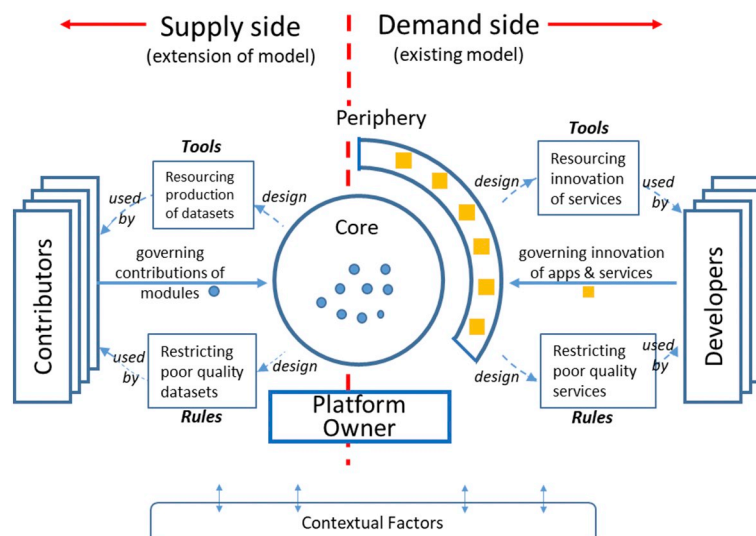 Supply side
(extension of model)
Demand side
(existing model)
Periphery
Tools
Resourcing
production
of datasets
used
by
design
Contributors
governing
contributions of
modules
Restricting
poor quality
datasets
used
by
design
Rules
Core
Platform
Owner
Tools
Resourcing
innovation
of services
design
used
by
governing innovation
of apps & services
Developers
Restricting
poor quality
services
design
used
by
Rules
Contextual Factors